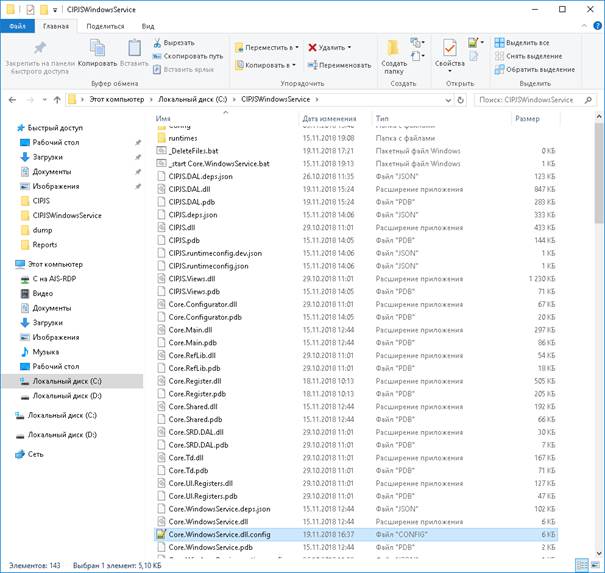 CIPJSWindowsService
Файл Главная Поделиться Вид
Закрепить на панели быстрого доступа
Копировать
Вставить
Вырезать
Скопировать путь
Вставить ярлык
Буфер обмена
Переместить в
Копировать в
Удалить
Переименовать
Упорядочить
Создать папку
Создать
Свойства
Открыть
Выделить все
Снять выделение
Обратить выделение
Выделить
Этот компьютер > Локальный диск (C:) > CIPJSWindowsService >
Поиск: CIPJSWindowsService
Быстрый доступ
Рабочий стол
Загрузки
Документы
Изображения
CIPJS
CIPJSWindowsService
dump
Reports
Этот компьютер
C на AIS-RDP
Видео
Документы
Загрузки
Изображения
Музыка
Рабочий стол
Локальный диск (C:)
Локальный диск (D:)
Локальный диск (C:)
Локальный диск (D:)
Сеть
Имя Дата изменения Тип Размер
runtimes 15.11.2018 18:08 Папка с файлами
_DeleteFiles.bat 19.11.2018 17:21 Пакетный файл Windows 0 КБ
_start Core.WindowsService.bat 19.11.2018 19:13 Пакетный файл Windows 1 КБ
CIPJS.DAL.deps.json 26.10.2018 11:35 Файл "JSON" 123 КБ
CIPJS.DAL.dll 19.11.2018 15:24 Расширение приложения 847 КБ
CIPJS.DAL.pdb 19.11.2018 15:24 Файл "PDB" 283 КБ
CIPJS.deps.json 15.11.2018 14:06 Файл "JSON" 333 КБ
CIPJS.dll 29.10.2018 11:01 Расширение приложения 433 КБ
CIPJS.pdb 15.11.2018 14:06 Файл "PDB" 144 КБ
CIPJS.runtimeconfig.dev.json 15.11.2018 14:06 Файл "JSON" 1 КБ
CIPJS.runtimeconfig.json 15.11.2018 14:06 Файл "JSON" 1 КБ
CIPJS.Views.dll 29.10.2018 11:01 Расширение приложения 1 230 КБ
CIPJS.Views.pdb 15.11.2018 14:05 Файл "PDB" 71 КБ
Core.Configurator.dll 29.10.2018 11:01 Расширение приложения 67 КБ
Core.Configurator.pdb 15.11.2018 14:05 Файл "PDB" 20 КБ
Core.Main.dll 15.11.2018 12:44 Расширение приложения 297 КБ
Core.Main.pdb 15.11.2018 12:44 Файл "PDB" 86 КБ
Core.RefLib.dll 29.10.2018 11:01 Расширение приложения 54 КБ
Core.RefLib.pdb 29.10.2018 11:01 Файл "PDB" 18 КБ
Core.Register.dll 18.11.2018 10:13 Расширение приложения 505 КБ
Core.Register.pdb 18.11.2018 10:13 Файл "PDB" 205 КБ
Core.Shared.dll 15.11.2018 12:44 Расширение приложения 192 КБ
Core.Shared.pdb 15.11.2018 12:44 Файл "PDB" 66 КБ
Core.SRD.DAL.dll 29.10.2018 11:01 Расширение приложения 30 КБ
Core.SRD.DAL.pdb 29.10.2018 11:01 Файл "PDB" 7 КБ
Core.Td.dll 29.10.2018 11:01 Расширение приложения 167 КБ
Core.Td.pdb 29.10.2018 11:01 Файл "PDB" 71 КБ
Core.UI.Registers.dll 29.10.2018 11:01 Расширение приложения 127 КБ
Core.UI.Registers.pdb 29.10.2018 11:01 Файл "PDB" 47 КБ
Core.WindowsService.deps.json 15.11.2018 12:44 Файл "JSON" 102 КБ
Core.WindowsService.dll 15.11.2018 12:44 Расширение приложения 6 КБ
Core.WindowsService.dll.config 19.11.2018 16:37 Файл "CONFIG" 6 КБ
Core.WindowsService.pdb 15.11.2018 12:44 Файл "PDB" 2 КБ
Элементов: 143 Выбран 1 элемент: 5,10 КБ